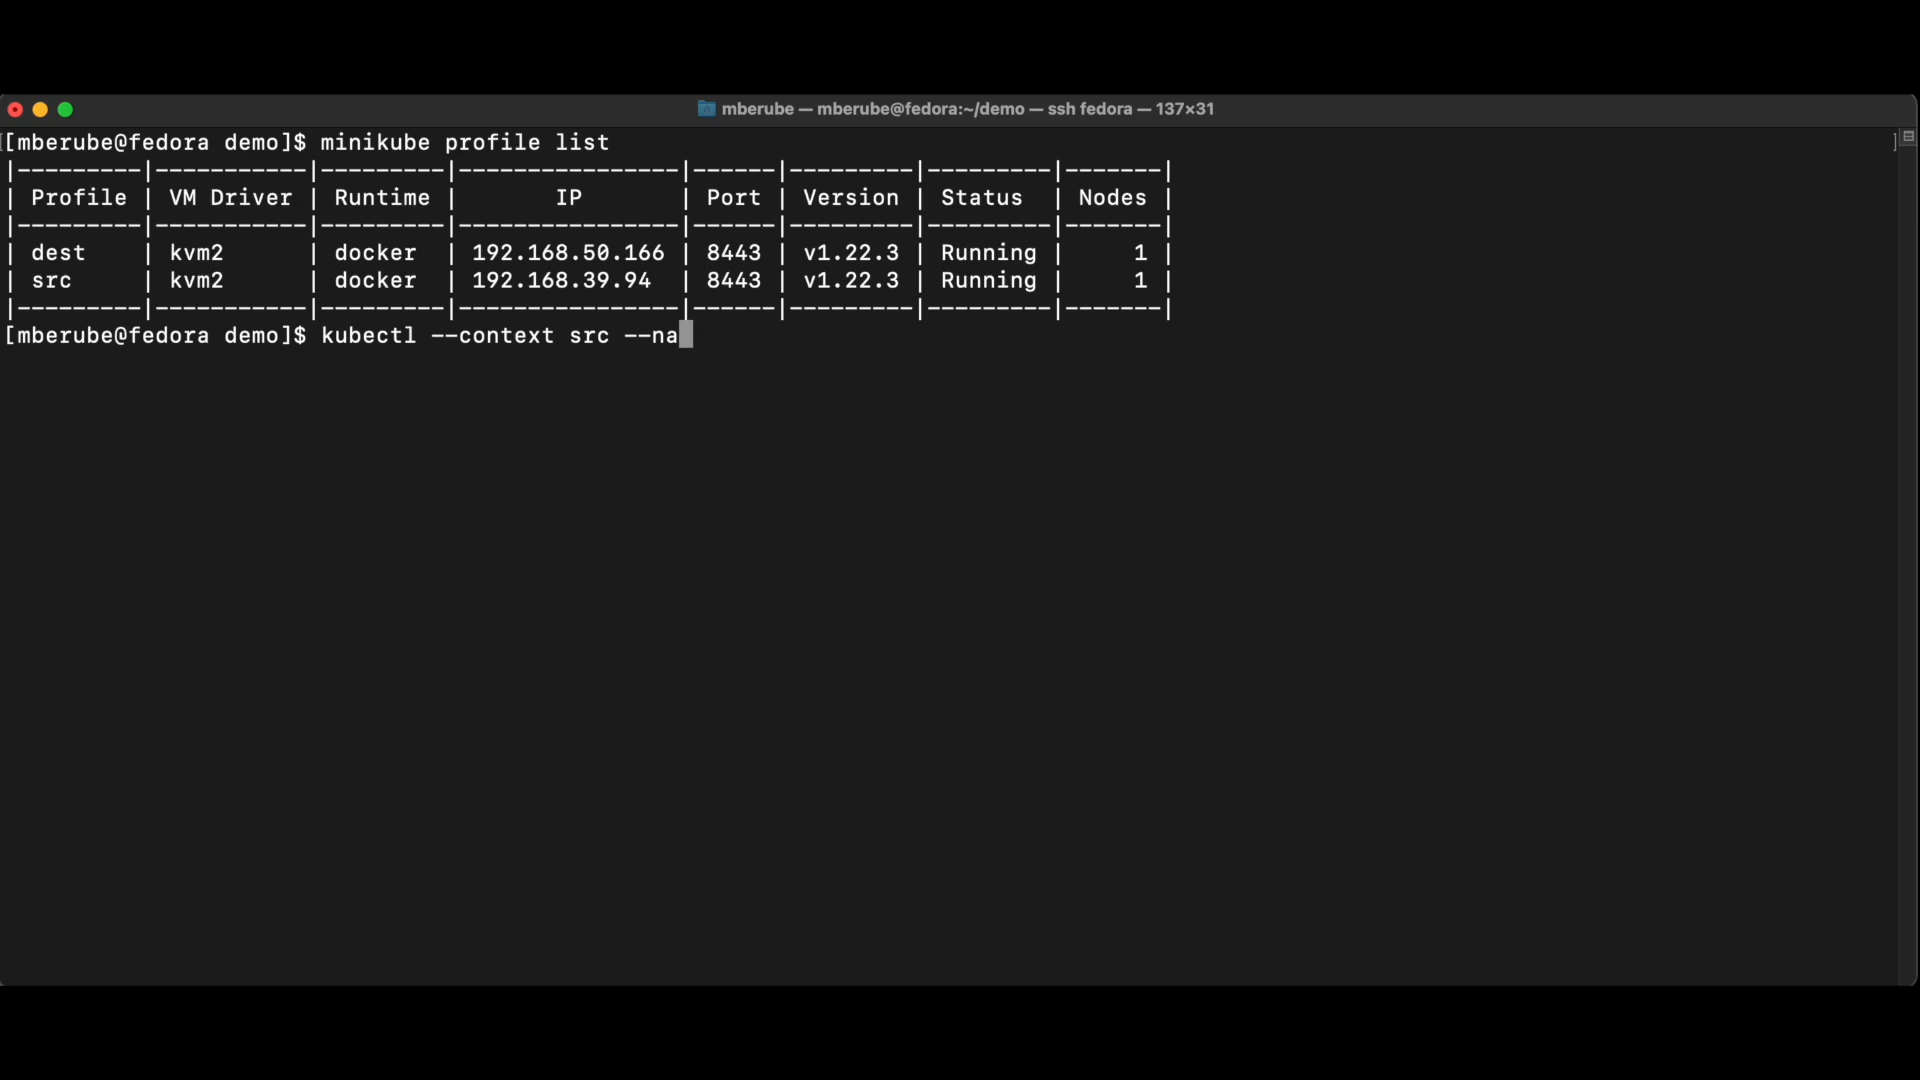 mberube — mberube@fedora:~/demo — ssh fedora — 137×31
[mberube@fedora demo]$ minikube profile list
|---------|-----------|---------|----------------|------|---------|---------|-------|
| Profile | VM Driver | Runtime |       IP       | Port | Version | Status  | Nodes |
|---------|-----------|---------|----------------|------|---------|---------|-------|
| dest    | kvm2      | docker  | 192.168.50.166 | 8443 | v1.22.3 | Running |     1 |
| src     | kvm2      | docker  | 192.168.39.94  | 8443 | v1.22.3 | Running |     1 |
|---------|-----------|---------|----------------|------|---------|---------|-------|
[mberube@fedora demo]$ kubectl --context src --na